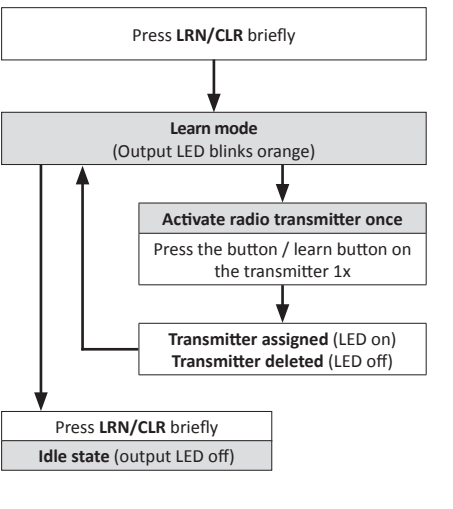 Press LRN/CLR briefly
Learn mode
(Output LED blinks orange)
Activate radio transmitter once
Press the button / learn button on
the transmitter 1x
Transmitter assigned (LED on)
Transmitter deleted (LED off)
Press LRN/CLR briefly
Idle state (output LED off)